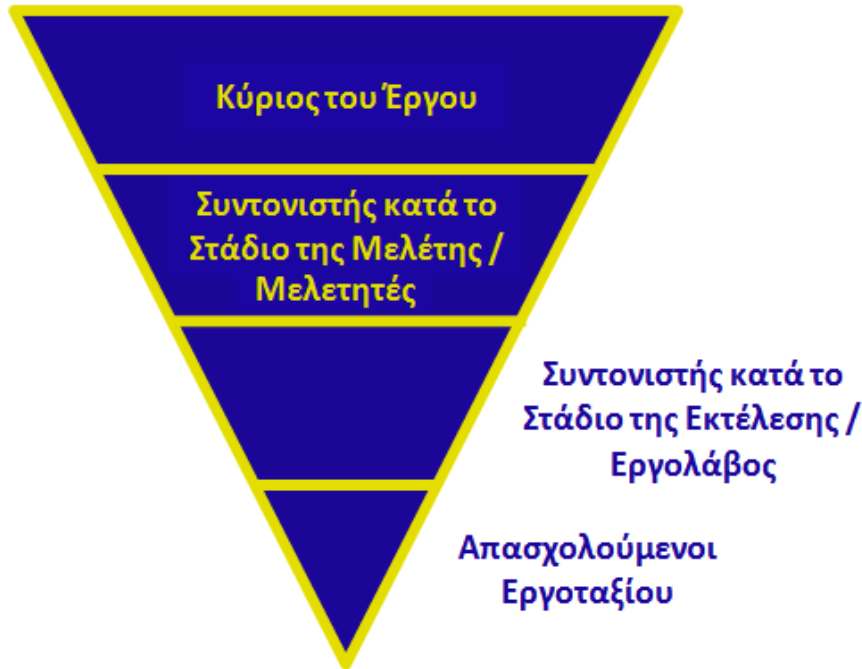 Κύριος του Έργου
Συντονιστής κατά το
Στάδιο της Μελέτης /
Μελετητές
Συντονιστής κατά το
Στάδιο της Εκτέλεσης /
Εργολάβος
Απασχολούμενοι
Εργοταξίου